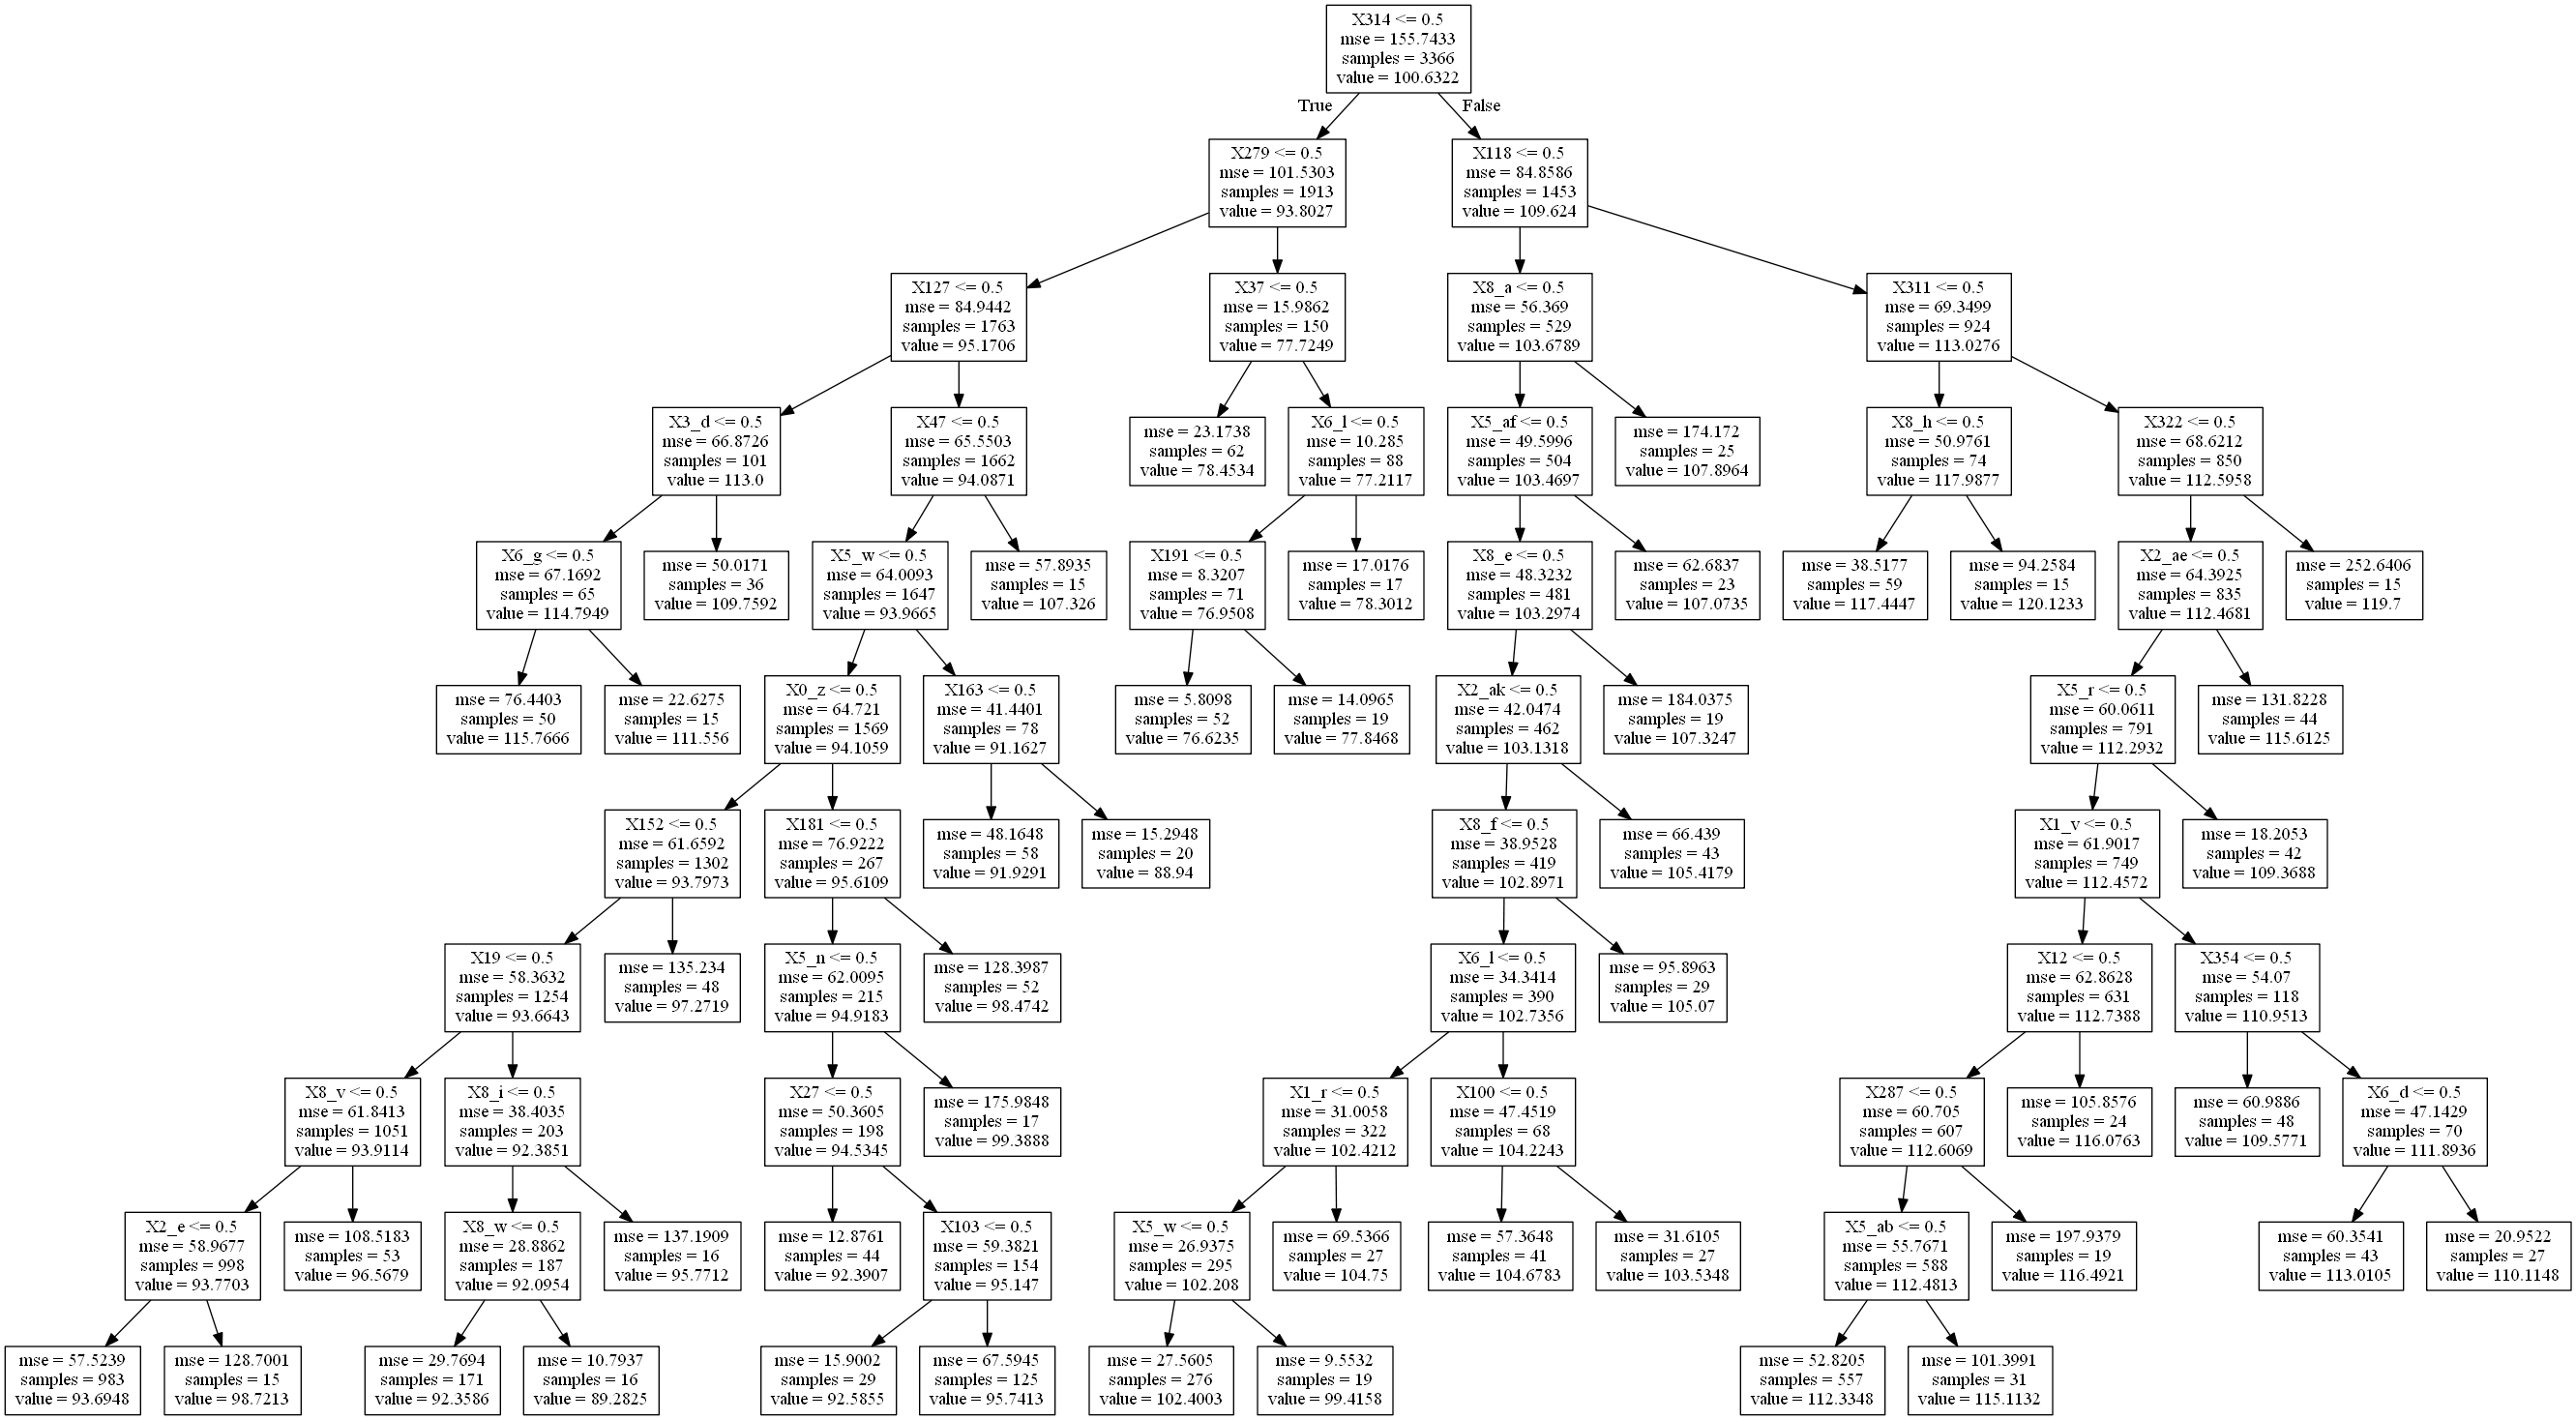 X314 <= 0.5
mse = 155.7433
samples = 3366
value = 100.6322
True
False
X279 <= 0.5
mse = 101.5303
samples = 1913
value = 93.8027
X118 <= 0.5
mse = 84.8586
samples = 1453
value = 109.624
X127 <= 0.5
mse = 84.9442
samples = 1763
value = 95.1706
X37 <= 0.5
mse = 15.9862
samples = 150
value = 77.7249
X8_a <= 0.5
mse = 56.369
samples = 529
value = 103.6789
X311 <= 0.5
mse = 69.3499
samples = 924
value = 113.0276
X3_d <= 0.5
mse = 66.8726
samples = 101
value = 113.0
X47 <= 0.5
mse = 65.5503
samples = 1662
value = 94.0871
mse = 23.1738
samples = 62
value = 78.4534
X6_l <= 0.5
mse = 10.285
samples = 88
value = 77.2117
X5_af <= 0.5
mse = 49.5996
samples = 504
value = 103.4697
mse = 174.172
samples = 25
value = 107.8964
X8_h <= 0.5
mse = 50.9761
samples = 74
value = 117.9877
X322 <= 0.5
mse = 68.6212
samples = 850
value = 112.5958
X6_g <= 0.5
mse = 67.1692
samples = 65
value = 114.7949
mse = 50.0171
samples = 36
value = 109.7592
X5_w <= 0.5
mse = 64.0093
samples = 1647
value = 93.9665
mse = 57.8935
samples = 15
value = 107.326
X191 <= 0.5
mse = 8.3207
samples = 71
value = 76.9508
mse = 17.0176
samples = 17
value = 78.3012
X8_e <= 0.5
mse = 48.3232
samples = 481
value = 103.2974
mse = 62.6837
samples = 23
value = 107.0735
mse = 38.5177
samples = 59
value = 117.4447
mse = 94.2584
samples = 15
value = 120.1233
X2_ae <= 0.5
mse = 64.3925
samples = 835
value = 112.4681
mse = 252.6406
samples = 15
value = 119.7
mse = 76.4403
samples = 50
value = 115.7666
mse = 22.6275
samples = 15
value = 111.556
X0_z <= 0.5
mse = 64.721
samples = 1569
value = 94.1059
X163 <= 0.5
mse = 41.4401
samples = 78
value = 91.1627
mse = 5.8098
samples = 52
value = 76.6235
mse = 14.0965
samples = 19
value = 77.8468
X2_ak <= 0.5
mse = 42.0474
samples = 462
value = 103.1318
mse = 184.0375
samples = 19
value = 107.3247
X5_r <= 0.5
mse = 60.0611
samples = 791
value = 112.2932
mse = 131.8228
samples = 44
value = 115.6125
X152 <= 0.5
mse = 61.6592
samples = 1302
value = 93.7973
X181 <= 0.5
mse = 76.9222
samples = 267
value = 95.6109
mse = 48.1648
samples = 58
value = 91.9291
mse = 15.2948
samples = 20
value = 88.94
X8_f <= 0.5
mse = 38.9528
samples = 419
value = 102.8971
mse = 66.439
samples = 43
value = 105.4179
X1_v <= 0.5
mse = 61.9017
samples = 749
value = 112.4572
mse = 18.2053
samples = 42
value = 109.3688
X19 <= 0.5
mse = 58.3632
samples = 1254
value = 93.6643
mse = 135.234
samples = 48
value = 97.2719
X5_n <= 0.5
mse = 62.0095
samples = 215
value = 94.9183
mse = 128.3987
samples = 52
value = 98.4742
X6_l <= 0.5
mse = 34.3414
samples = 390
value = 102.7356
mse = 95.8963
samples = 29
value = 105.07
X12 <= 0.5
mse = 62.8628
samples = 631
value = 112.7388
X354 <= 0.5
mse = 54.07
samples = 118
value = 110.9513
X8_v <= 0.5
mse = 61.8413
samples = 1051
value = 93.9114
X8_i <= 0.5
mse = 38.4035
samples = 203
value = 92.3851
X27 <= 0.5
mse = 50.3605
samples = 198
value = 94.5345
mse = 175.9848
samples = 17
value = 99.3888
X1_r <= 0.5
mse = 31.0058
samples = 322
value = 102.4212
X100 <= 0.5
mse = 47.4519
samples = 68
value = 104.2243
X287 <= 0.5
mse = 60.705
samples = 607
value = 112.6069
mse = 105.8576
samples = 24
value = 116.0763
mse = 60.9886
samples = 48
value = 109.5771
X6_d <= 0.5
mse = 47.1429
samples = 70
value = 111.8936
X2_e <= 0.5
mse = 58.9677
samples = 998
value = 93.7703
mse = 108.5183
samples = 53
value = 96.5679
X8_w <= 0.5
mse = 28.8862
samples = 187
value = 92.0954
mse = 137.1909
samples = 16
value = 95.7712
mse = 12.8761
samples = 44
value = 92.3907
X103 <= 0.5
mse = 59.3821
samples = 154
value = 95.147
X5_w <= 0.5
mse = 26.9375
samples = 295
value = 102.208
mse = 69.5366
samples = 27
value = 104.75
mse = 57.3648
samples = 41
value = 104.6783
mse = 31.6105
samples = 27
value = 103.5348
X5_ab <= 0.5
mse = 55.7671
samples = 588
value = 112.4813
mse = 197.9379
samples = 19
value = 116.4921
mse = 60.3541
samples = 43
value = 113.0105
mse = 20.9522
samples = 27
value = 110.1148
mse = 57.5239
samples = 983
value = 93.6948
mse = 128.7001
samples = 15
value = 98.7213
mse = 29.7694
samples = 171
value = 92.3586
mse = 10.7937
samples = 16
value = 89.2825
mse = 15.9002
samples = 29
value = 92.5855
mse = 67.5945
samples = 125
value = 95.7413
mse = 27.5605
samples = 276
value = 102.4003
mse = 9.5532
samples = 19
value = 99.4158
mse = 52.8205
samples = 557
value = 112.3348
mse = 101.3991
samples = 31
value = 115.1132